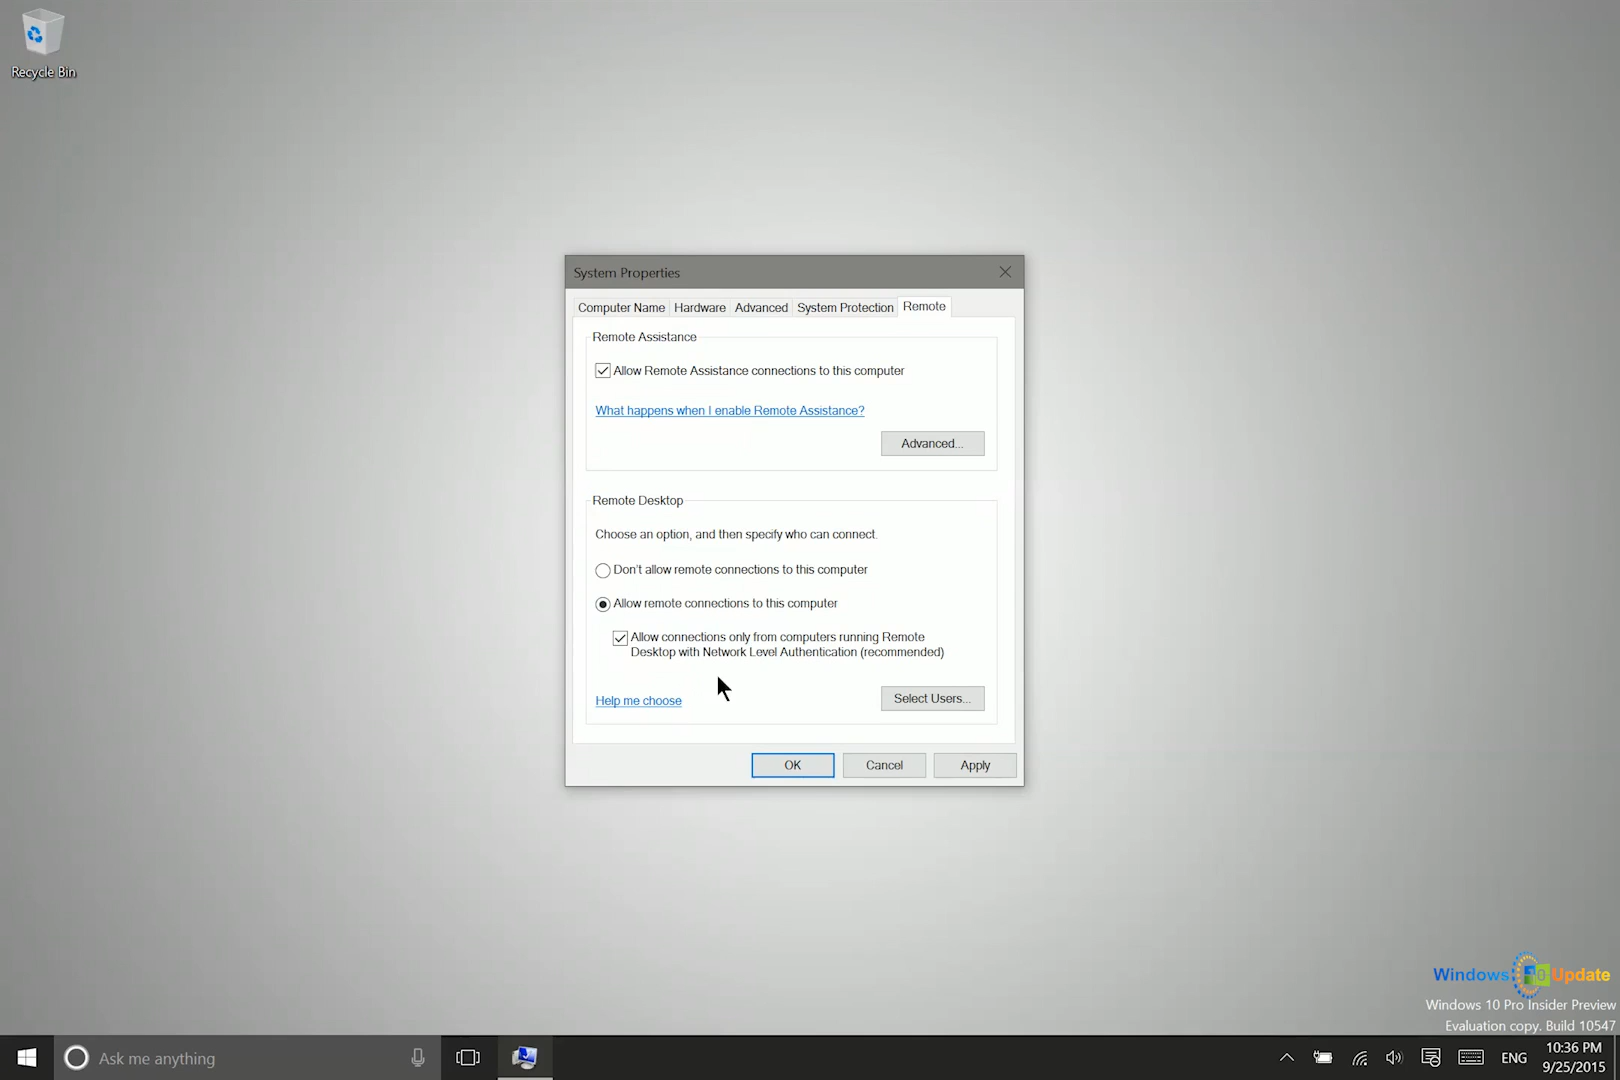 Recycle Bin
System Properties
Computer Name Hardware Advanced System Protection Remote
Remote Assistance
Allow Remote Assistance connections to this computer
What happens when I enable Remote Assistance?
Advanced...
Remote Desktop
Choose an option, and then specify who can connect.
Don't allow remote connections to this computer
Allow remote connections to this computer
Allow connections only from computers running Remote
Desktop with Network Level Authentication (recommended)
Help me choose
Select Users...
OK Cancel Apply
Windows 10 Update
Windows 10 Pro Insider Preview
Evaluation copy. Build 10547
Ask me anything
ENG
10:36 PM
9/25/2015